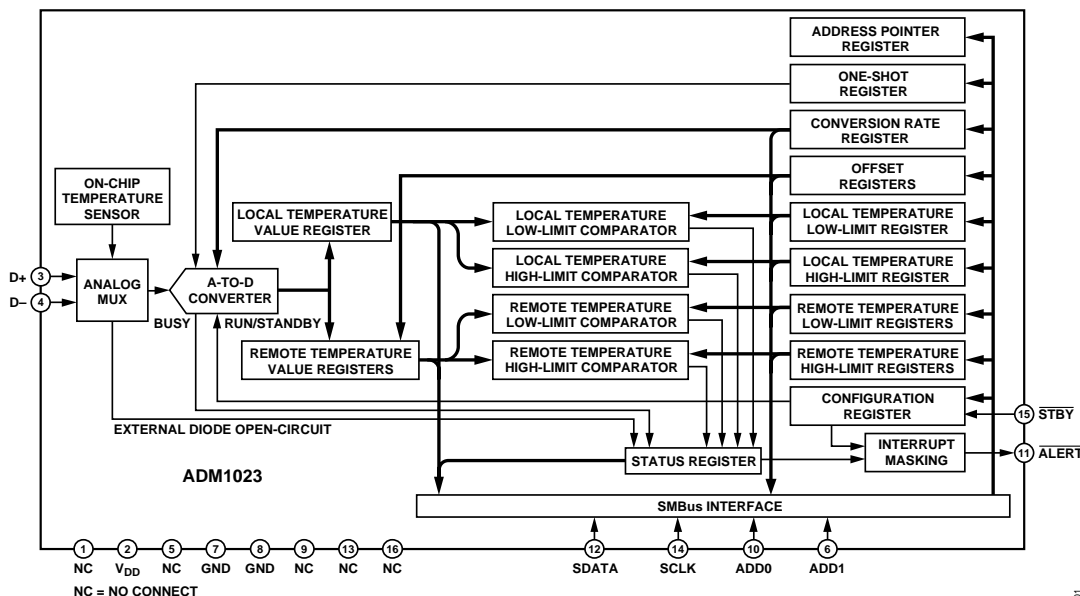 ADDRESS POINTER
REGISTER
ONE-SHOT
REGISTER
CONVERSION RATE
REGISTER
OFFSET
REGISTERS
ON-CHIP
TEMPERATURE
SENSOR
LOCAL TEMPERATURE
VALUE REGISTER
LOCAL TEMPERATURE
LOW-LIMIT COMPARATOR
LOCAL TEMPERATURE
LOW-LIMIT REGISTER
D+ 3
D– 4
ANALOG
MUX
A-TO-D
CONVERTER
LOCAL TEMPERATURE
HIGH-LIMIT COMPARATOR
LOCAL TEMPERATURE
HIGH-LIMIT REGISTER
BUSY
RUN/STANDBY
REMOTE TEMPERATURE
LOW-LIMIT COMPARATOR
REMOTE TEMPERATURE
LOW-LIMIT REGISTERS
REMOTE TEMPERATURE
VALUE REGISTERS
REMOTE TEMPERATURE
HIGH-LIMIT COMPARATOR
REMOTE TEMPERATURE
HIGH-LIMIT REGISTERS
CONFIGURATION
REGISTER
15 STBY
EXTERNAL DIODE OPEN-CIRCUIT
STATUS REGISTER
INTERRUPT
MASKING
11 ALERT
ADM1023
SMBus INTERFACE
1 2 5 7 8 9 13 16 12 14 10 6
NC VDD NC GND GND NC NC NC SDATA SCLK ADD0 ADD1
NC = NO CONNECT